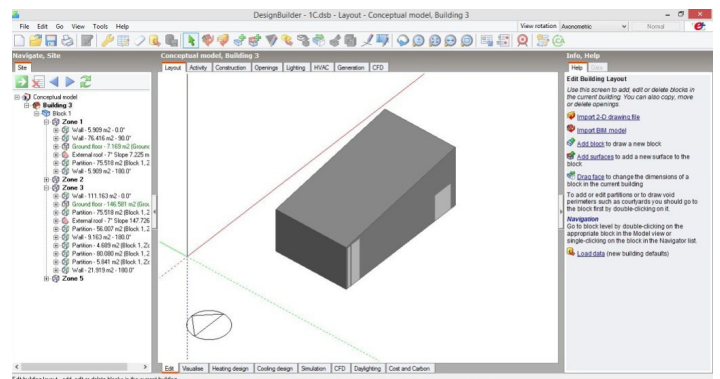 DesignBuilder - 1C.dsb - Layout - Conceptual model, Building 3
File Edit Go View Tools Help
View rotation Axonometric Normal
Navigate, Site
Site
Conceptual model
Building 3
Block 1
Zone 1
Wall - 5.909 m2 - 0.0°
Wall - 76.416 m2 - 90.0°
Ground floor - 7.169 m2 (Groun
External roof - 7° Slope 7.225 m
Partition - 75.518 m2 (Block 1, Z
Wall - 5.909 m2 - 180.0°
Zone 2
Zone 3
Wall - 111.163 m2 - 0.0°
Ground floor - 146.581 m2 (Grou
Partition - 75.518 m2 (Block 1, Z
External roof - 7° Slope 147.726
Partition - 56.007 m2 (Block 1, Z
Wall - 9.163 m2 - 180.0°
Partition - 4.689 m2 (Block 1, Zo
Partition - 80.080 m2 (Block 1, Z
Partition - 5.841 m2 (Block 1, Zo
Wall - 21.919 m2 - 180.0°
Zone 5
Conceptual model, Building 3
Layout Activity Construction Openings Lighting HVAC Generation CFD
Edit Visualise Heating design Cooling design Simulation CFD Daylighting Cost and Carbon
Info, Help
Help Data
Edit Building Layout
Use this screen to add, edit or delete blocks in
the current building. You can also copy, move
or delete openings.
Import 2-D drawing file
Import BIM model
Add block to draw a new block
Add surfaces to add a new surface to the
block
Drag face to change the dimensions of a
block in the current building
To add or edit partitions or to draw void
perimeters such as courtyards you should go to
the block first by double-clicking on it.
Navigation
Go to block level by double-clicking on the
appropriate block in the Model view or
single-clicking on the block in the Navigator list.
Load data (new building defaults)